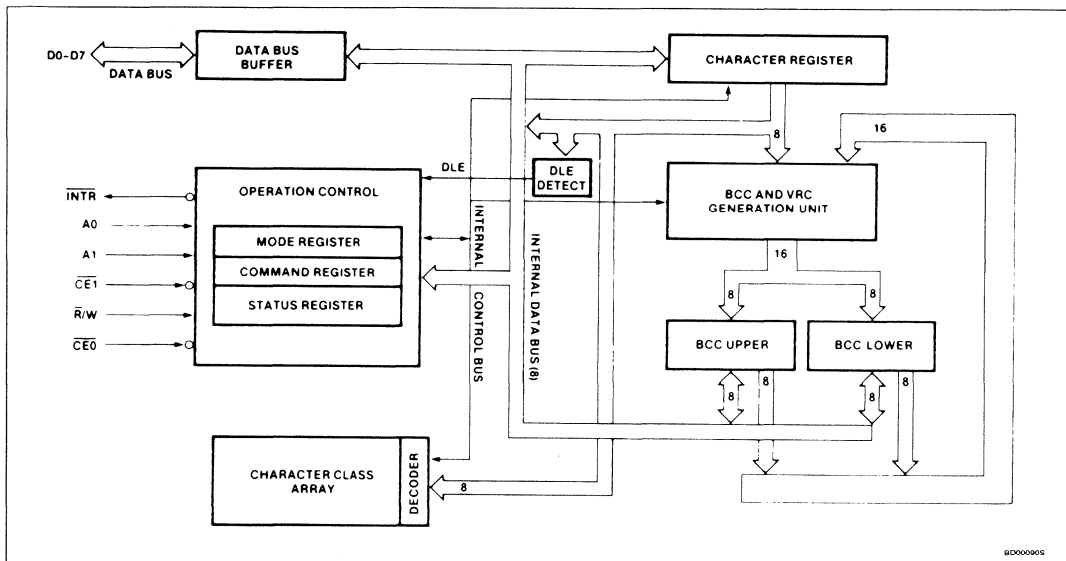 D0-D7
DATA BUS
DATA BUS
BUFFER
CHARACTER REGISTER
8
16
DLE
DLE
DETECT
BCC AND VRC
GENERATION UNIT
16
OPERATION CONTROL
MODE REGISTER
COMMAND REGISTER
STATUS REGISTER
INTR
A0
A1
CE1
R/W
CE0
INTERNAL CONTROL BUS
INTERNAL DATA BUS (8)
8
8
BCC UPPER
BCC LOWER
8
8
8
8
CHARACTER CLASS
ARRAY
DECODER
8
BD00090S